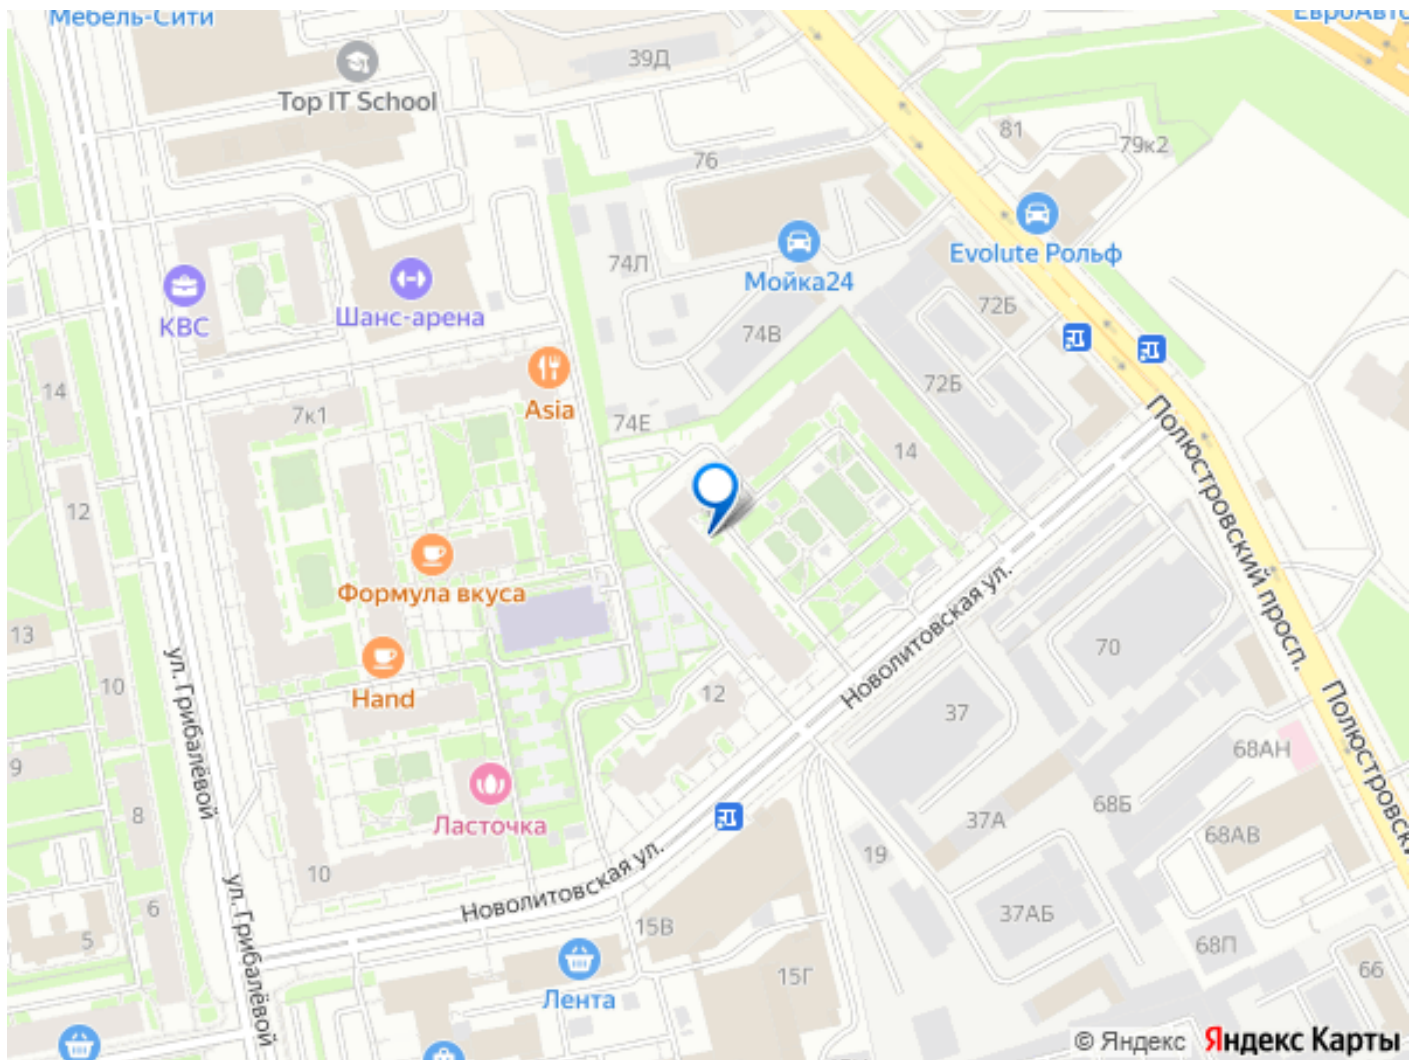 Мебель-Сити
ЕвроАвто
39Д
Top IT School
81
79к2
76
Evolute Рольф
74Л
Мойка24
КВС
Шанс-арена
72Б
74В
14
72Б
7к1
Asia
74Е
14
Полюстровский просп.
12
Формула вкуса
Новолитовская ул.
13
ул. Грибалёвой
70
10
Hand
12
37
Полюстровский
68АН
9
8
Ласточка
37А
68Б
68АВ
19
10
Новолитовская ул.
ул. Грибалёвой
6
5
15В
37АБ
68П
66
15Г
Лента
© Яндекс Яндекс Карты